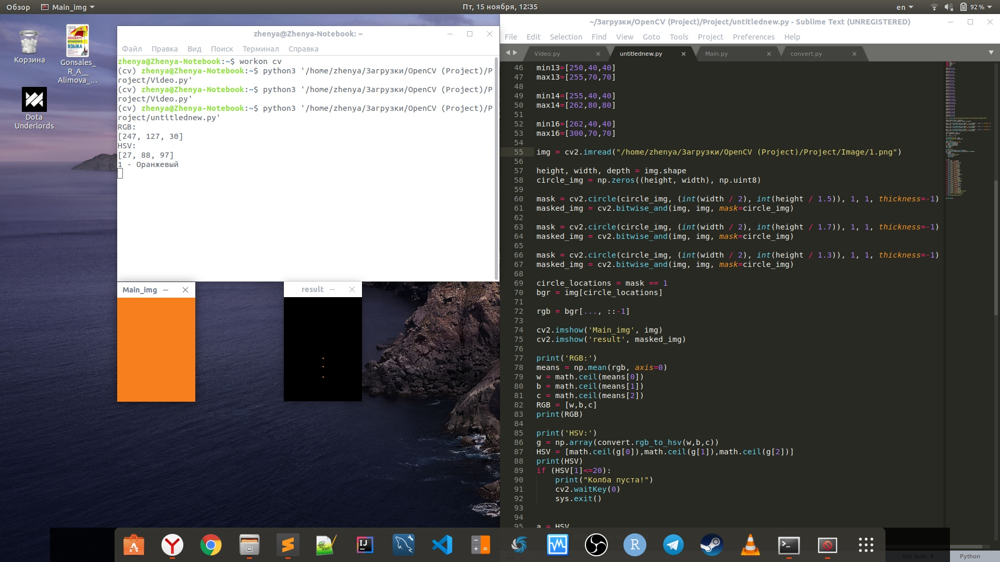 Обзор
Main_img
Пт, 15 ноября, 12:35
en
92 %
Корзина
Gonsales_
R_A__
Alimova_...
Dota
Underlords
zhenya@Zhenya-Notebook: ~
Файл Правка Вид Поиск Терминал Справка
zhenya@Zhenya-Notebook:~$ workon cv
(cv) zhenya@Zhenya-Notebook:~$ python3 '/home/zhenya/Загрузки/OpenCV (Project)/P
roject/Video.py'
(cv) zhenya@Zhenya-Notebook:~$ python3 '/home/zhenya/Загрузки/OpenCV (Project)/P
roject/Video.py'
(cv) zhenya@Zhenya-Notebook:~$ python3 '/home/zhenya/Загрузки/OpenCV (Project)/P
roject/untitlednew.py'
RGB:
[247, 127, 30]
HSV:
[27, 88, 97]
1 - Оранжевый
Main_img
result
~/Загрузки/OpenCV (Project)/Project/untitlednew.py - Sublime Text (UNREGISTERED)
File Edit Selection Find View Goto Tools Project Preferences Help
Video.py untitlednew.py Main.py convert.py
46 min13=[250,40,40]
47 max13=[255,70,70]
48
49 min14=[255,40,40]
50 max14=[262,80,80]
51
52 min16=[262,40,40]
53 max16=[300,70,70]
54
55 img = cv2.imread("/home/zhenya/Загрузки/OpenCV (Project)/Project/Image/1.png")
56
57 height, width, depth = img.shape
58 circle_img = np.zeros((height, width), np.uint8)
59
60 mask = cv2.circle(circle_img, (int(width / 2), int(height / 1.5)), 1, 1, thickness=-1)
61 masked_img = cv2.bitwise_and(img, img, mask=circle_img)
62
63 mask = cv2.circle(circle_img, (int(width / 2), int(height / 1.7)), 1, 1, thickness=-1)
64 masked_img = cv2.bitwise_and(img, img, mask=circle_img)
65
66 mask = cv2.circle(circle_img, (int(width / 2), int(height / 1.3)), 1, 1, thickness=-1)
67 masked_img = cv2.bitwise_and(img, img, mask=circle_img)
68
69 circle_locations = mask == 1
70 bgr = img[circle_locations]
71
72 rgb = bgr[..., ::-1]
73
74 cv2.imshow('Main_img', img)
75 cv2.imshow('result', masked_img)
76
77 print('RGB:')
78 means = np.mean(rgb, axis=0)
79 w = math.ceil(means[0])
80 b = math.ceil(means[1])
81 c = math.ceil(means[2])
82 RGB = [w,b,c]
83 print(RGB)
84
85 print('HSV:')
86 g = np.array(convert.rgb_to_hsv(w,b,c))
87 HSV = [math.ceil(g[0]),math.ceil(g[1]),math.ceil(g[2])]
88 print(HSV)
89 if (HSV[1]<=20):
90 print("Колба пуста!")
91 cv2.waitKey(0)
92 sys.exit()
93
94
95 a = HSV
Tab Size: 4
Python